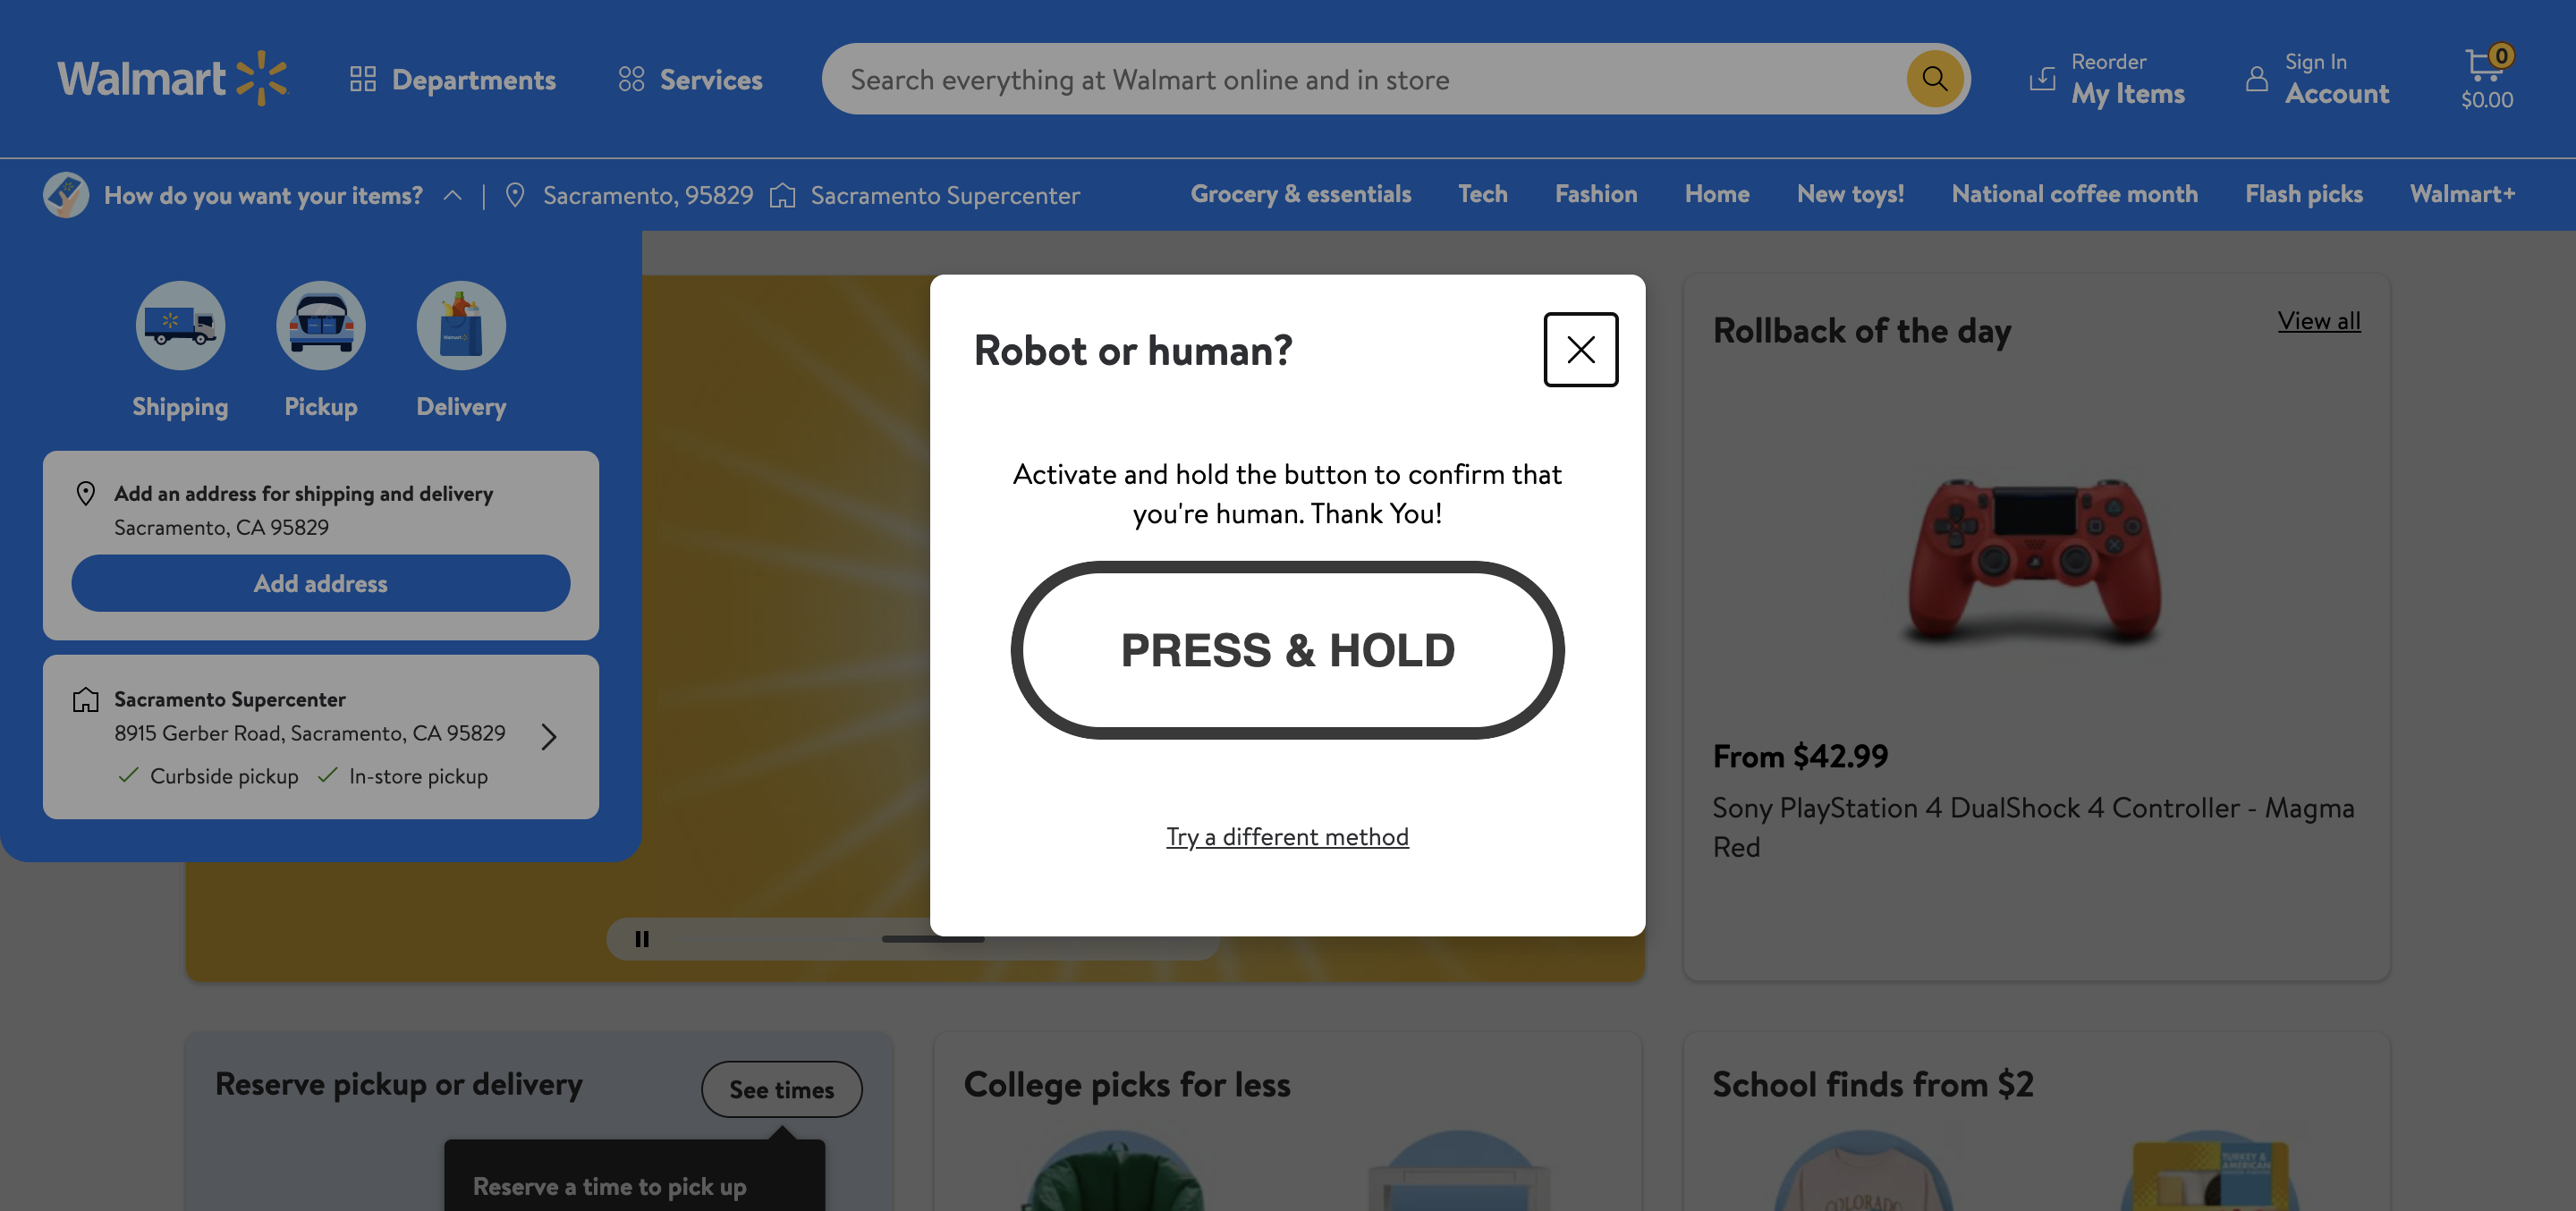 Walmart
Departments
Services
Search everything at Walmart online and in store
Reorder
My Items
Sign In
Account
0
$0.00
How do you want your items?
Sacramento, 95829
Sacramento Supercenter
Grocery & essentials
Tech
Fashion
Home
New toys!
National coffee month
Flash picks
Walmart+
Shipping
Pickup
Delivery
Add an address for shipping and delivery
Sacramento, CA 95829
Add address
Sacramento Supercenter
8915 Gerber Road, Sacramento, CA 95829
Curbside pickup
In-store pickup
Robot or human?
Activate and hold the button to confirm that
you're human. Thank You!
PRESS & HOLD
Try a different method
Rollback of the day
View all
From $42.99
Sony PlayStation 4 DualShock 4 Controller - Magma
Red
Reserve pickup or delivery
See times
Reserve a time to pick up
College picks for less
School finds from $2
COLORADO
TURKEY &
AMERICAN